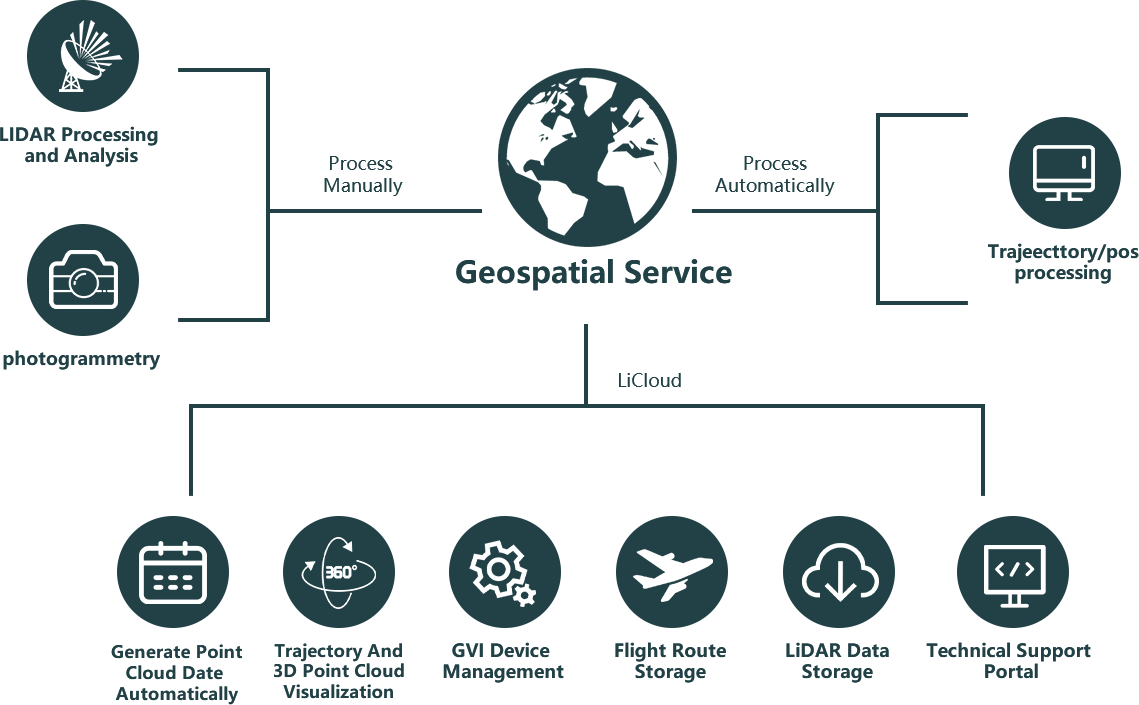 LIDAR Processing
and Analysis
Process
Manually
Process
Automatically
Trajeecttory/pos
processing
Geospatial Service
photogrammetry
LiCloud
360°
</>
Generate Point
Cloud Date
Automatically
Trajectory And
3D Point Cloud
Visualization
GVI Device
Management
Flight Route
Storage
LiDAR Data
Storage
Technical Support
Portal